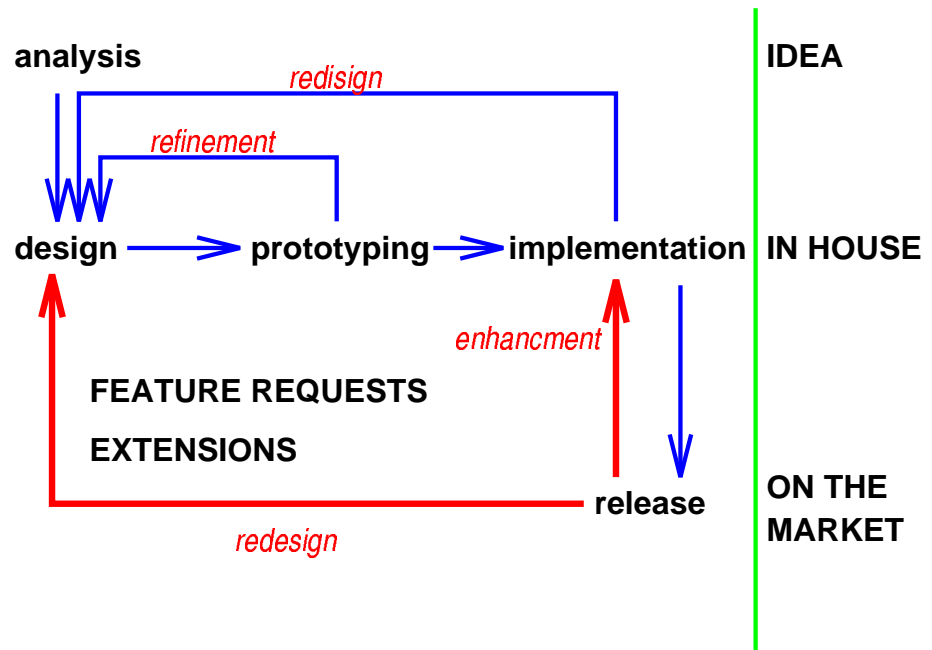 analysis
IDEA
redisign
refinement
design
prototyping
implementation
IN HOUSE
enhancment
FEATURE REQUESTS
EXTENSIONS
release
ON THE
MARKET
redesign